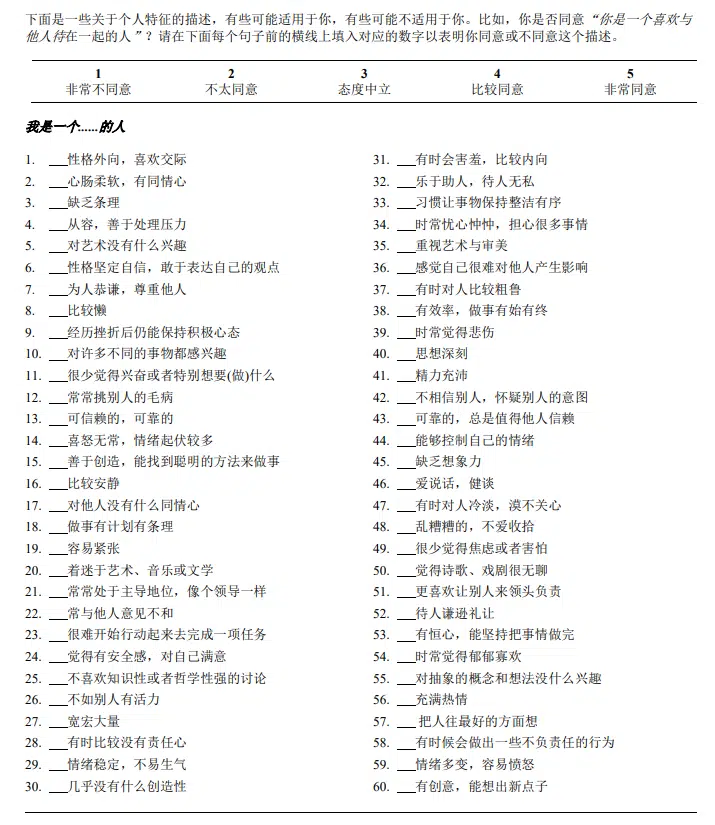 下面是一些关于个人特征的描述，有些可能适用于你，有些可能不适用于你。比如，你是否同意“你是一个喜欢与
他人待在一起的人”？请在下面每个句子前的横线上填入对应的数字以表明你同意或不同意这个描述。
1 2 3 4 5
非常不同意 不太同意 态度中立 比较同意 非常同意
我是一个......的人
1. ___性格外向，喜欢交际
2. ___心肠柔软，有同情心
3. ___缺乏条理
4. ___从容，善于处理压力
5. ___对艺术没有什么兴趣
6. ___性格坚定自信，敢于表达自己的观点
7. ___为人恭谦，尊重他人
8. ___比较懒
9. ___经历挫折后仍能保持积极心态
10. ___对许多不同的事物都感兴趣
11. ___很少觉得兴奋或者特别想要(做)什么
12. ___常常挑别人的毛病
13. ___可信赖的，可靠的
14. ___喜怒无常，情绪起伏较多
15. ___善于创造，能找到聪明的方法来做事
16. ___比较安静
17. ___对他人没有什么同情心
18. ___做事有计划有条理
19. ___容易紧张
20. ___着迷于艺术、音乐或文学
21. ___常常处于主导地位，像个领导一样
22. ___常与他人意见不和
23. ___很难开始行动起来去完成一项任务
24. ___觉得有安全感，对自己满意
25. ___不喜欢知识性或者哲学性强的讨论
26. ___不如别人有活力
27. ___宽宏大量
28. ___有时比较没有责任心
29. ___情绪稳定，不易生气
30. ___几乎没有什么创造性
31. ___有时会害羞，比较内向
32. ___乐于助人，待人无私
33. ___习惯让事物保持整洁有序
34. ___时常忧心忡忡，担心很多事情
35. ___重视艺术与审美
36. ___感觉自己很难对他人产生影响
37. ___有时对人比较粗鲁
38. ___有效率，做事有始有终
39. ___时常觉得悲伤
40. ___思想深刻
41. ___精力充沛
42. ___不相信别人，怀疑别人的意图
43. ___可靠的，总是值得他人信赖
44. ___能够控制自己的情绪
45. ___缺乏想象力
46. ___爱说话，健谈
47. ___有时对人冷淡，漠不关心
48. ___乱糟糟的，不爱收拾
49. ___很少觉得焦虑或者害怕
50. ___觉得诗歌、戏剧很无聊
51. ___更喜欢让别人来领头负责
52. ___待人谦逊礼让
53. ___有恒心，能坚持把事情做完
54. ___时常觉得郁郁寡欢
55. ___对抽象的概念和想法没什么兴趣
56. ___充满热情
57. ___把人往最好的方面想
58. ___有时候会做出一些不负责任的行为
59. ___情绪多变，容易愤怒
60. ___有创意，能想出新点子